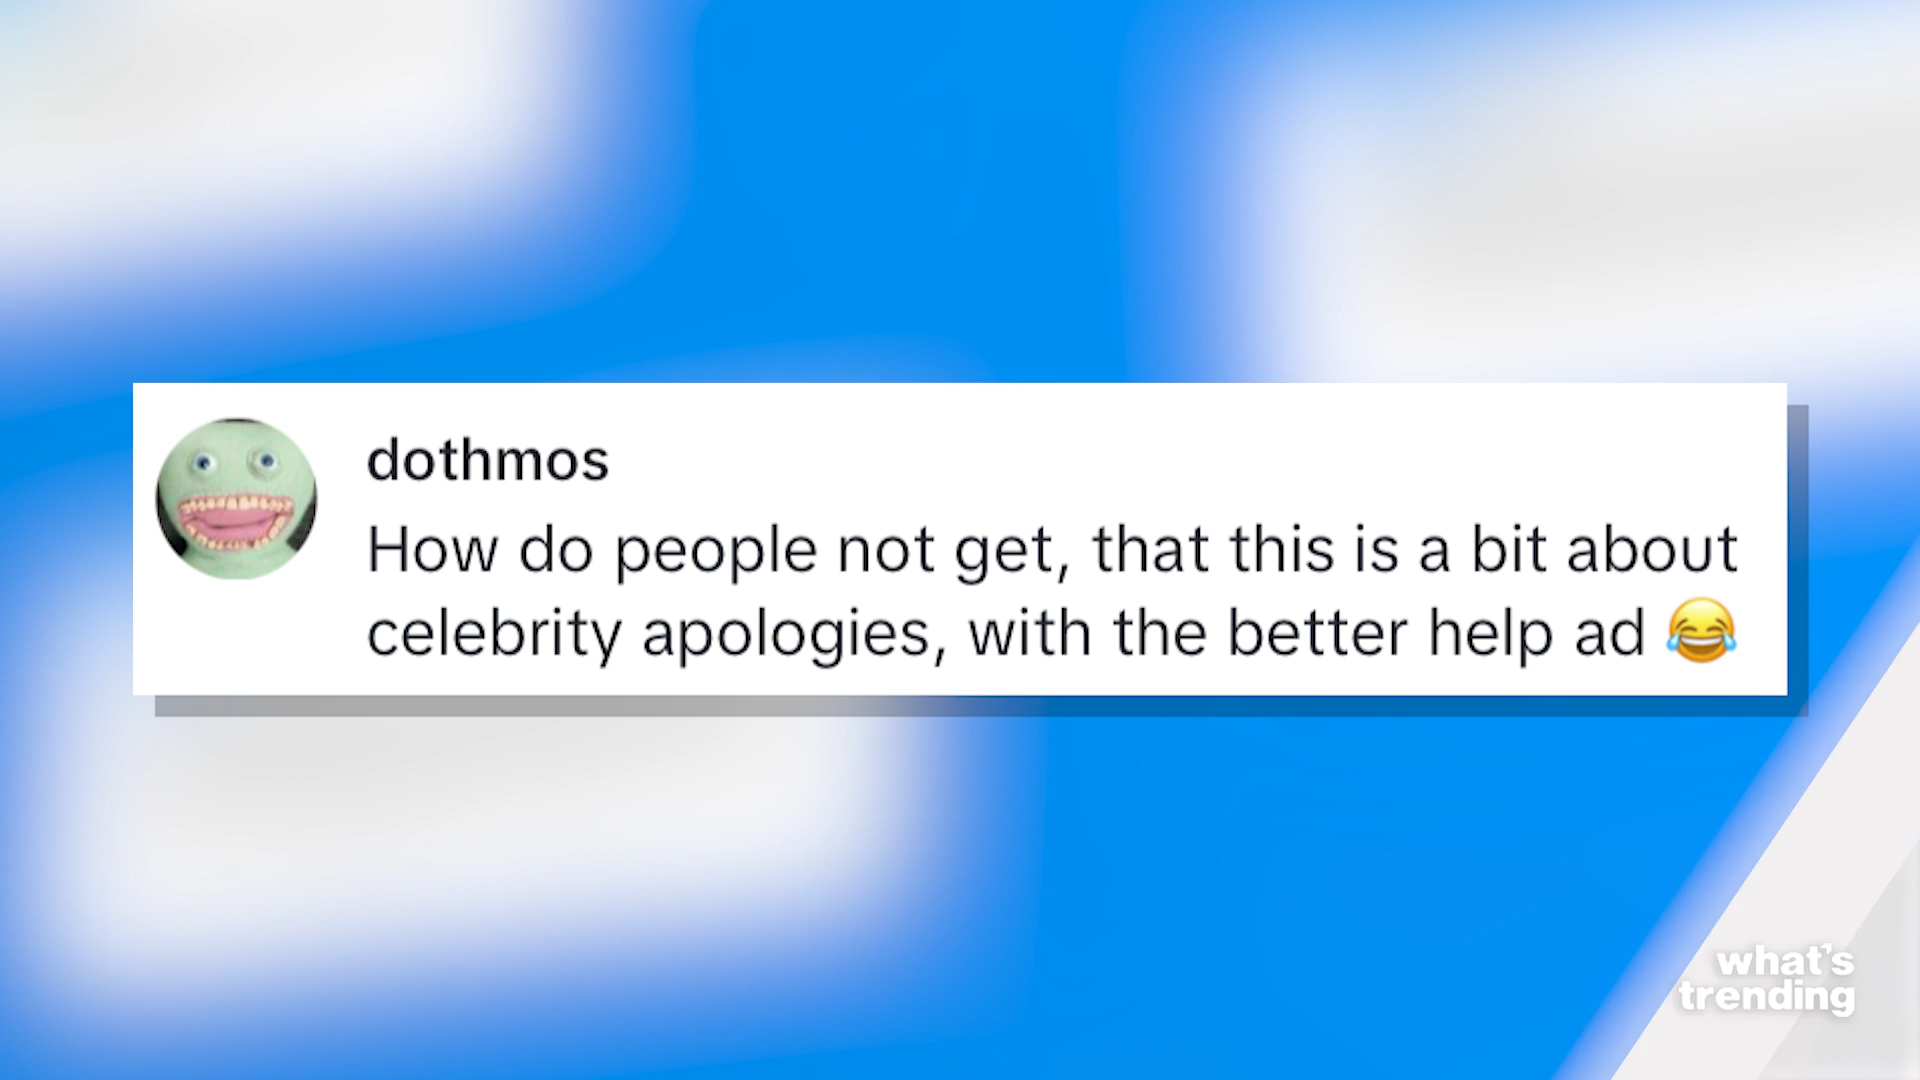 dothmos
How do people not get, that this is a bit about
celebrity apologies, with the better help ad 😂
what's
trending